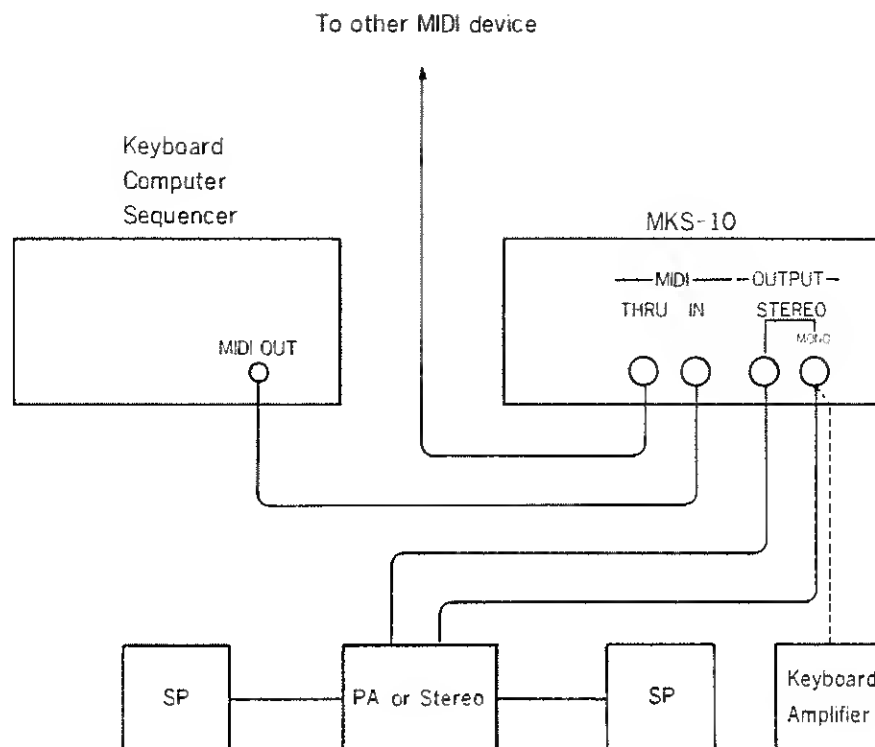 To other MIDI device
Keyboard
Computer
Sequencer
MKS-10
MIDI OUTPUT
THRU IN STEREO
MONO
MIDI OUT
SP
PA or Stereo
SP
Keyboard
Amplifier